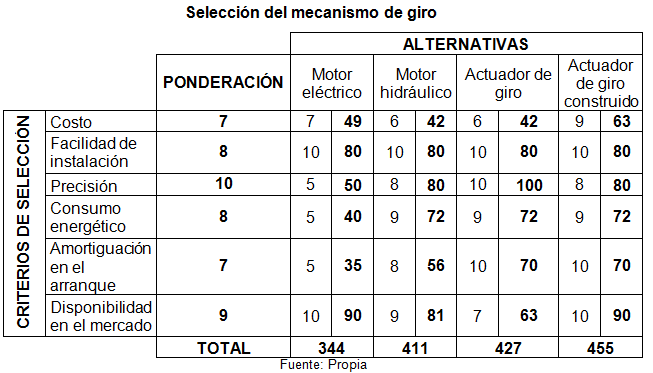 Selección del mecanismo de giro
ALTERNATIVAS
PONDERACIÓN
Motor
eléctrico
Motor
hidráulico
Actuador de
giro
Actuador
de giro
construido
CRITERIOS DE SELECCIÓN
Costo 7 7 49 6 42 6 42 9 63
Facilidad de
instalación 8 10 80 10 80 10 80 10 80
Precisión 10 5 50 8 80 10 100 8 80
Consumo
energético 8 5 40 9 72 9 72 9 72
Amortiguación
en el
arranque 7 5 35 8 56 10 70 10 70
Disponibilidad
en el mercado 9 10 90 9 81 7 63 10 90
TOTAL 344 411 427 455
Fuente: Propia